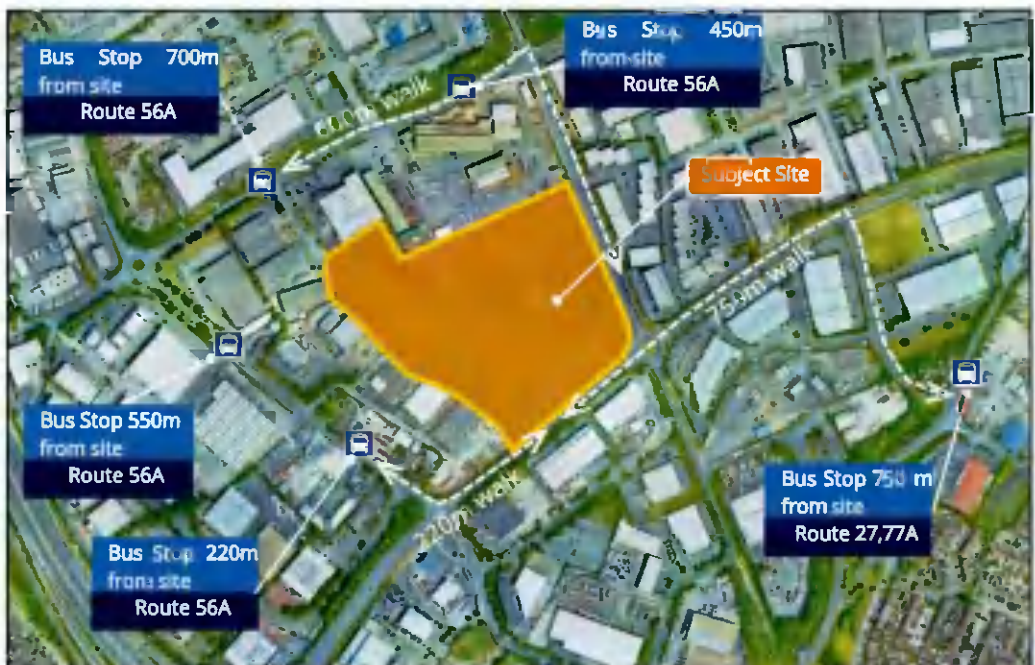 Bus Stop 700m
from site
Route 56A
Bus Stop 450m
from site
Route 56A
walk
Subject Site
750m walk
Bus Stop 550m
from site
Route 56A
220m walk
Bus Stop 750 m
from site
Route 27,77A
Bus Stop 220m
from site
Route 56A